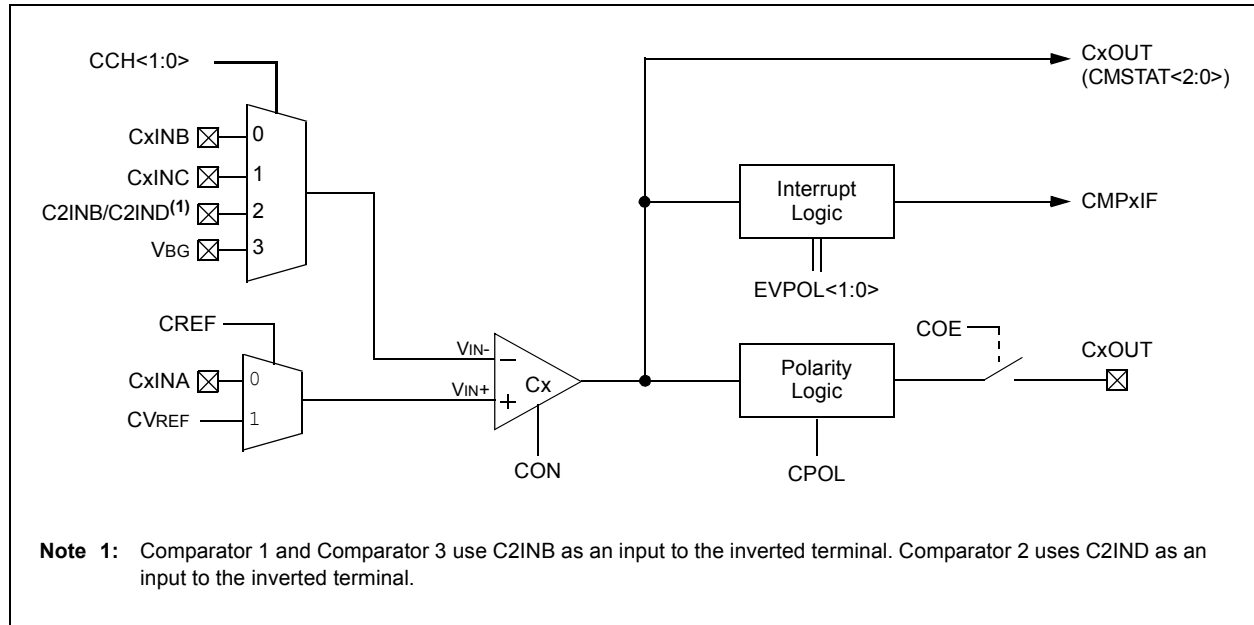 CCH<1:0>
CxOUT
(CMSTAT<2:0>)
CxINB
0
CxINC
1
C2INB/C2IND(1)
2
VBG
3
Interrupt
Logic
CMPxIF
EVPOL<1:0>
CREF
COE
CxOUT
VIN-
–
CxINA
0
Cx
Polarity
Logic
VIN+
+
CVREF
1
CON
CPOL
Note 1: Comparator 1 and Comparator 3 use C2INB as an input to the inverted terminal. Comparator 2 uses C2IND as an
input to the inverted terminal.